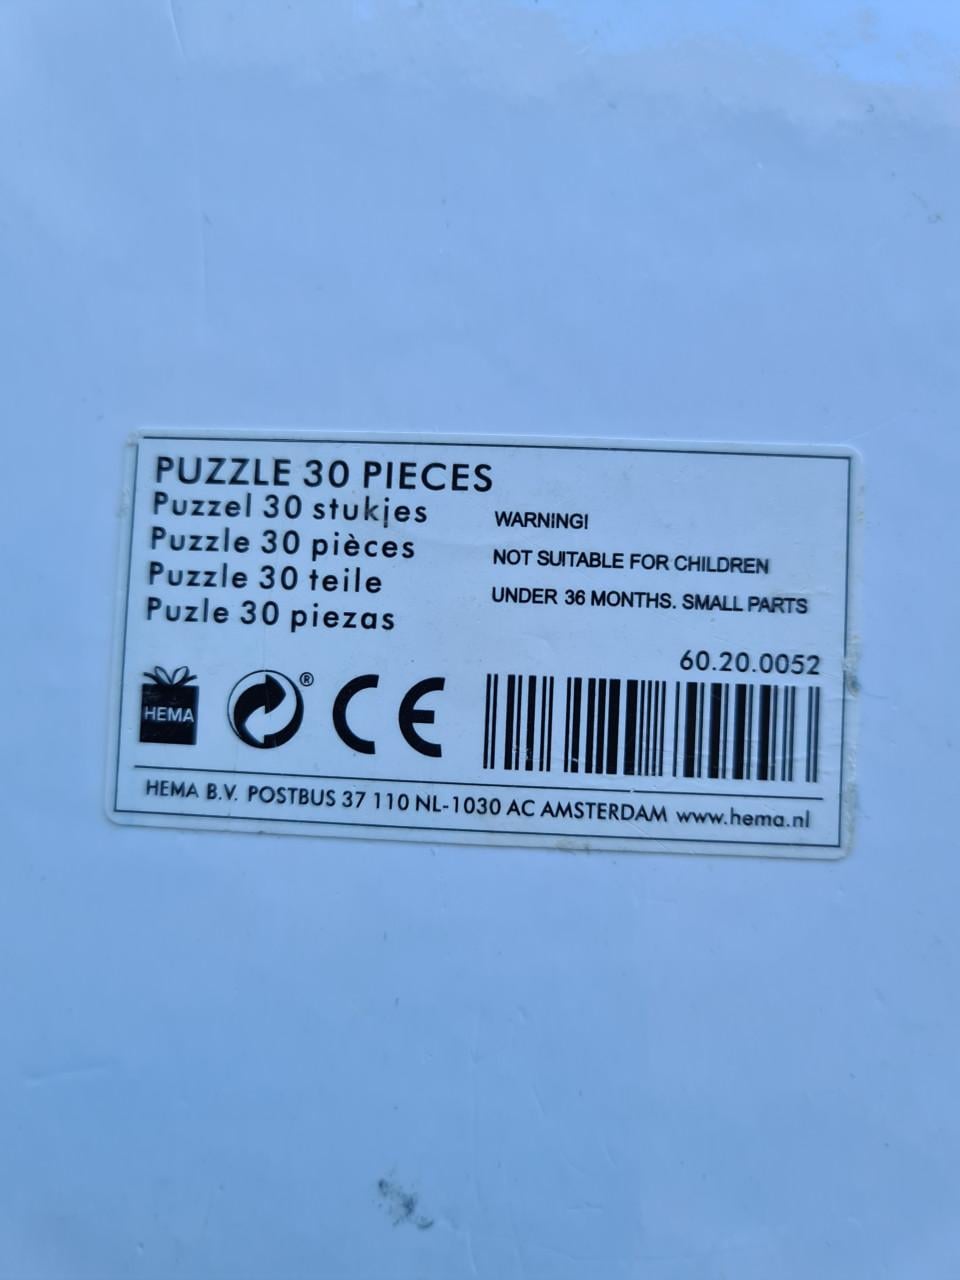 PUZZLE 30 PIECES
Puzzel 30 stukjes
Puzzle 30 pièces
Puzzle 30 teile
Puzle 30 piezas
WARNING!
NOT SUITABLE FOR CHILDREN
UNDER 36 MONTHS. SMALL PARTS
60.20.0052
HEMA
®
CE
HEMA B.V. POSTBUS 37 110 NL-1030 AC AMSTERDAM www.hema.nl